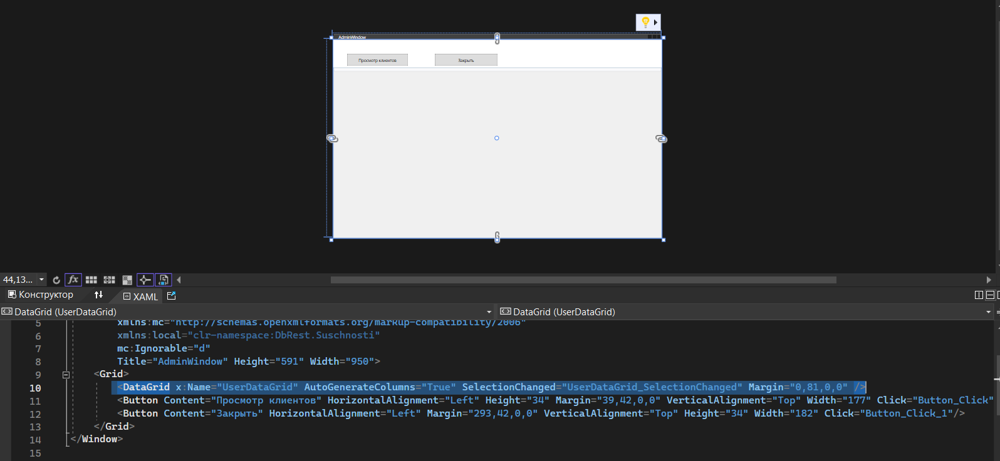 AdminWindow
Просмотр клиентов Закрыть
44,13...
fx
Конструктор XAML
DataGrid (UserDataGrid) DataGrid (UserDataGrid)
5 xmlns:mc="http://schemas.openxmlformats.org/markup-compatibility/2006"
6 xmlns:local="clr-namespace:DbRest.Suschnosti"
7 mc:Ignorable="d"
8 Title="AdminWindow" Height="591" Width="950">
9 <Grid>
10 <DataGrid x:Name="UserDataGrid" AutoGenerateColumns="True" SelectionChanged="UserDataGrid_SelectionChanged" Margin="0,81,0,0" />
11 <Button Content="Просмотр клиентов" HorizontalAlignment="Left" Height="34" Margin="39,42,0,0" VerticalAlignment="Top" Width="177" Click="Button_Click"
12 <Button Content="Закрыть" HorizontalAlignment="Left" Margin="293,42,0,0" VerticalAlignment="Top" Height="34" Width="182" Click="Button_Click_1"/>
13 </Grid>
14 </Window>
15